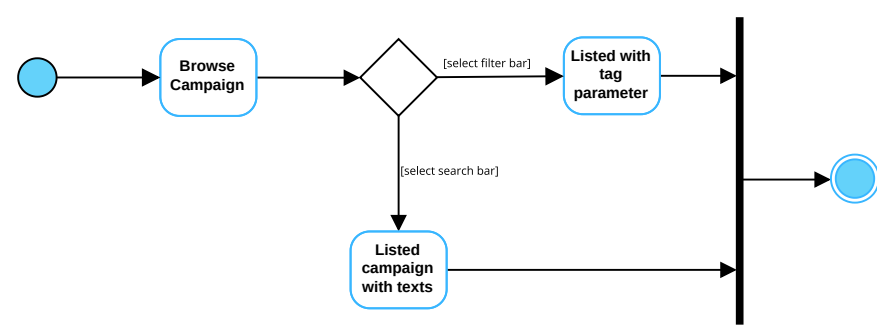 Browse
Campaign
[select filter bar]
Listed with
tag
parameter
[select search bar]
Listed
campaign
with texts